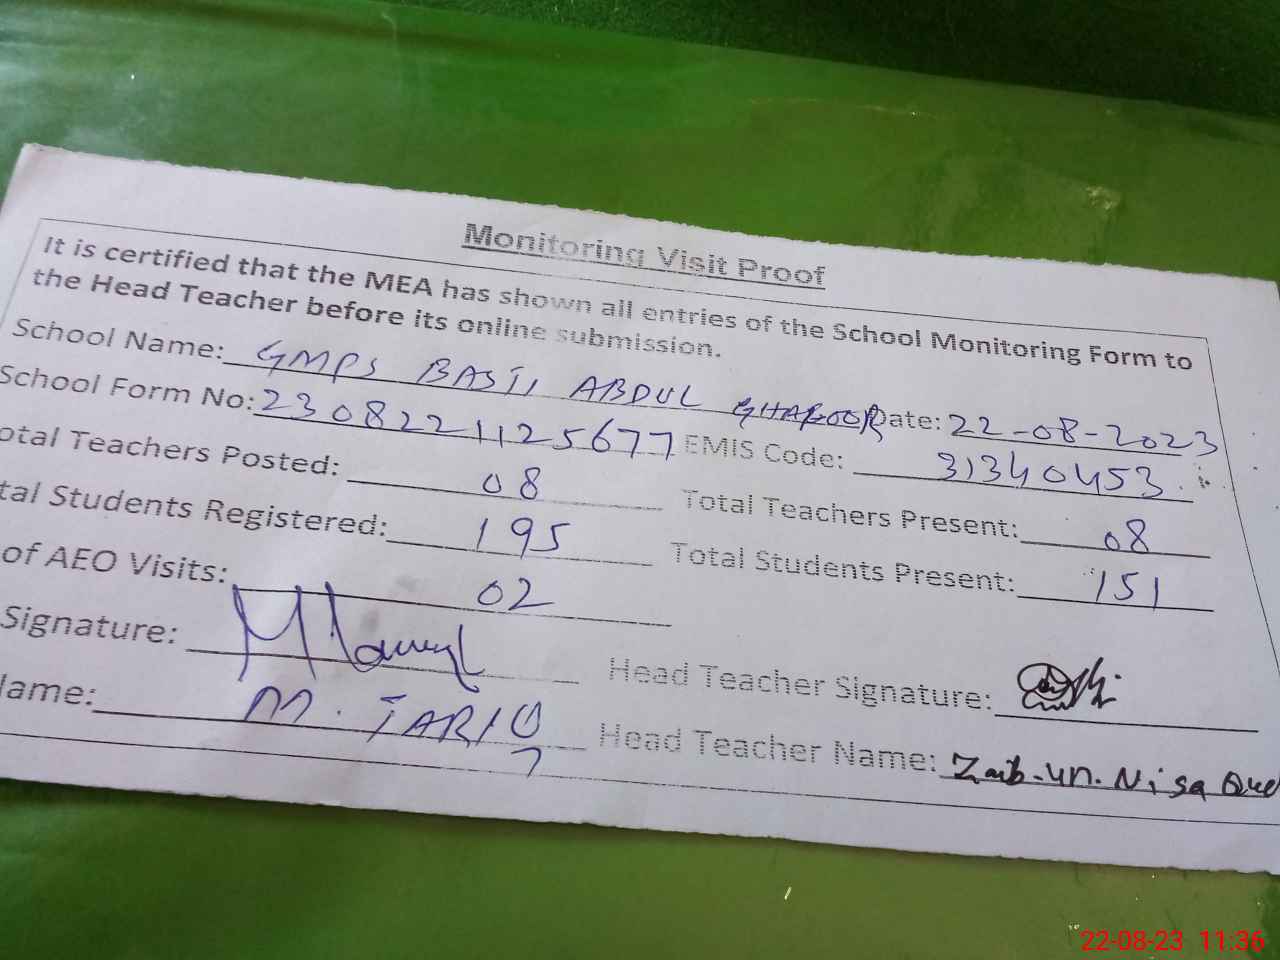 Monitoring Visit Proof
It is certified that the MEA has shown all entries of the School Monitoring Form to
the Head Teacher before its online submission.
School Name: GMPS BASTI ABDUL GHAFOOR Date: 22-08-2023
School Form No: 2308221125677 EMIS Code: 31340453
otal Teachers Posted: 08 Total Teachers Present: 08
tal Students Registered: 195 Total Students Present: 151
of AEO Visits: 02
Signature: Head Teacher Signature:
lame: M. TARIQ Head Teacher Name: Zaib-un-Nisa
22-08-23 11:36